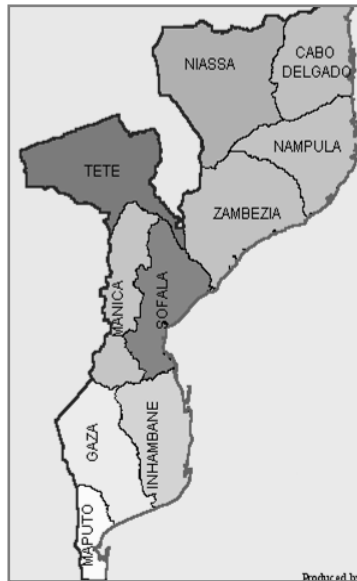 CABO
DELGADO
NIASSA
NAMPULA
TETE
ZAMBEZIA
MANICA
SOFALA
INHAMBANE
GAZA
MAPUTO
Produced by